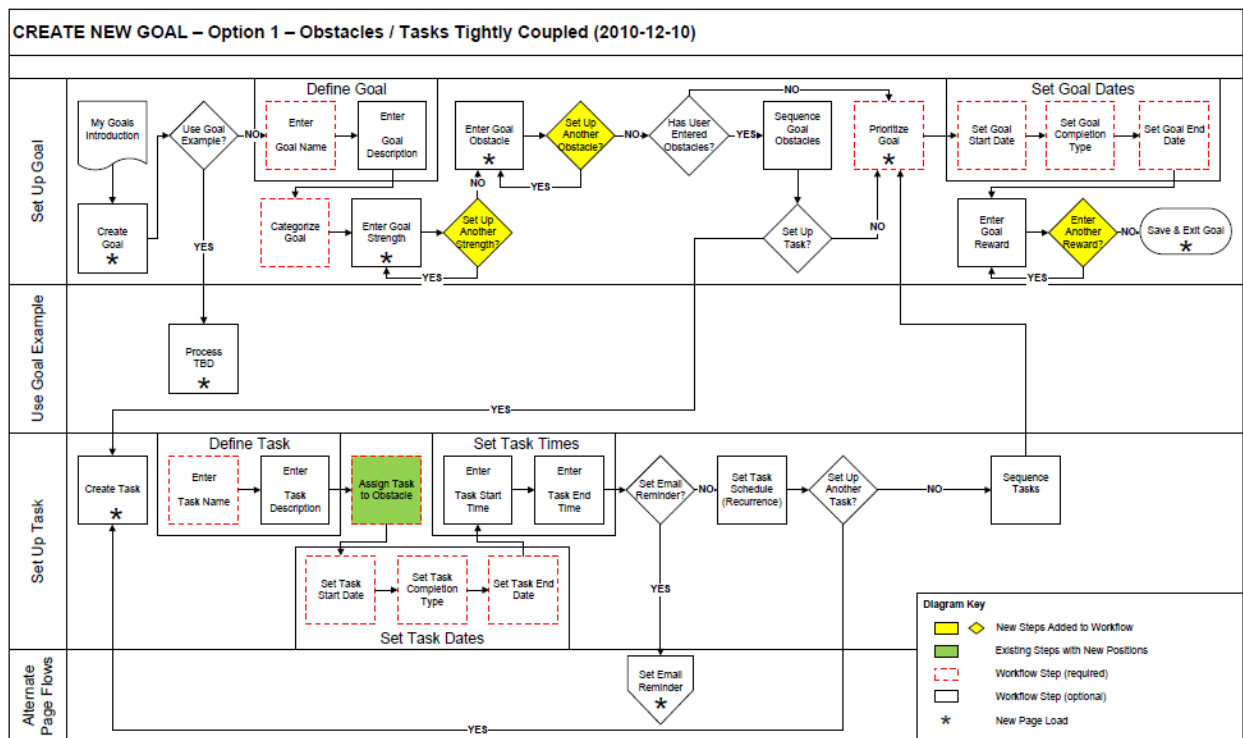 CREATE NEW GOAL – Option 1 – Obstacles / Tasks Tightly Coupled (2010-12-10)
Set Up Goal
My Goals
Introduction
Create
Goal
*
Use Goal
Example?
NO
YES
Define Goal
Enter
Goal Name
Enter
Goal
Description
Categorize
Goal
Enter Goal
Strength
*
Set Up
Another
Strength?
YES
NO
Enter Goal
Obstacle
*
Set Up
Another
Obstacle?
YES
NO
Has User
Entered
Obstacles?
NO
YES
Sequence
Goal
Obstacles
Set Up
Task?
NO
YES
Prioritize
Goal
*
Set Goal Dates
Set Goal
Start Date
Set Goal
Completion
Type
Set Goal End
Date
Enter
Goal
Reward
Enter
Another
Reward?
YES
NO
Save & Exit Goal
*
Use Goal Example
Process
TBD
*
Set Up Task
Create Task
*
Define Task
Enter
Task Name
Enter
Task
Description
Assign Task
to Obstacle
Set Task Start Date
Set Task
Completion
Type
Set Task End
Date
Set Task Dates
Set Task Times
Enter
Task Start
Time
Enter
Task End
Time
Set Email
Reminder?
NO
YES
Set Task
Schedule
(Recurrence)
Set Up
Another
Task?
NO
YES
Sequence
Tasks
Alternate
Page Flows
Set Email
Reminder
*
Diagram Key
New Steps Added to Workflow
Existing Steps with New Positions
Workflow Step (required)
Workflow Step (optional)
* New Page Load